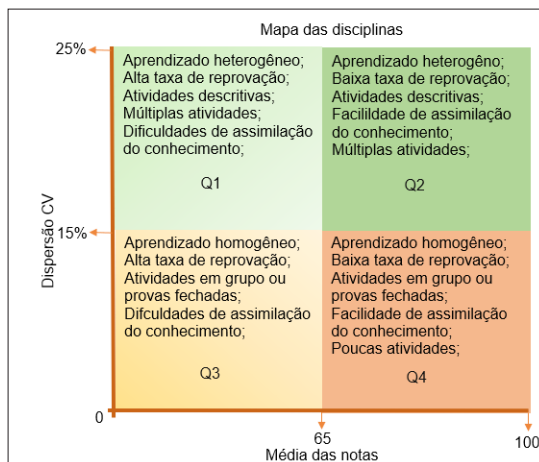 Mapa das disciplinas
25%
Aprendizado heterogêneo;
Alta taxa de reprovação;
Atividades descritivas;
Múltiplas atividades;
Dificuldades de assimilação
do conhecimento;
Q1
Aprendizado heterogêno;
Baixa taxa de reprovação;
Atividades descritivas;
Facilildade de assimilação
do conhecimento;
Múltiplas atividades;
Q2
Dispersão CV
15%
Aprendizado homogêneo;
Alta taxa de reprovação;
Atividades em grupo ou
provas fechadas;
Difculdades de assimilação
do conhecimento;
Q3
Aprendizado homogêneo;
Baixa taxa de reprovação;
Atividades em grupo ou
provas fechadas;
Facilidade de assimilação
do conhecimento;
Poucas atividades;
Q4
0
65
100
Média das notas